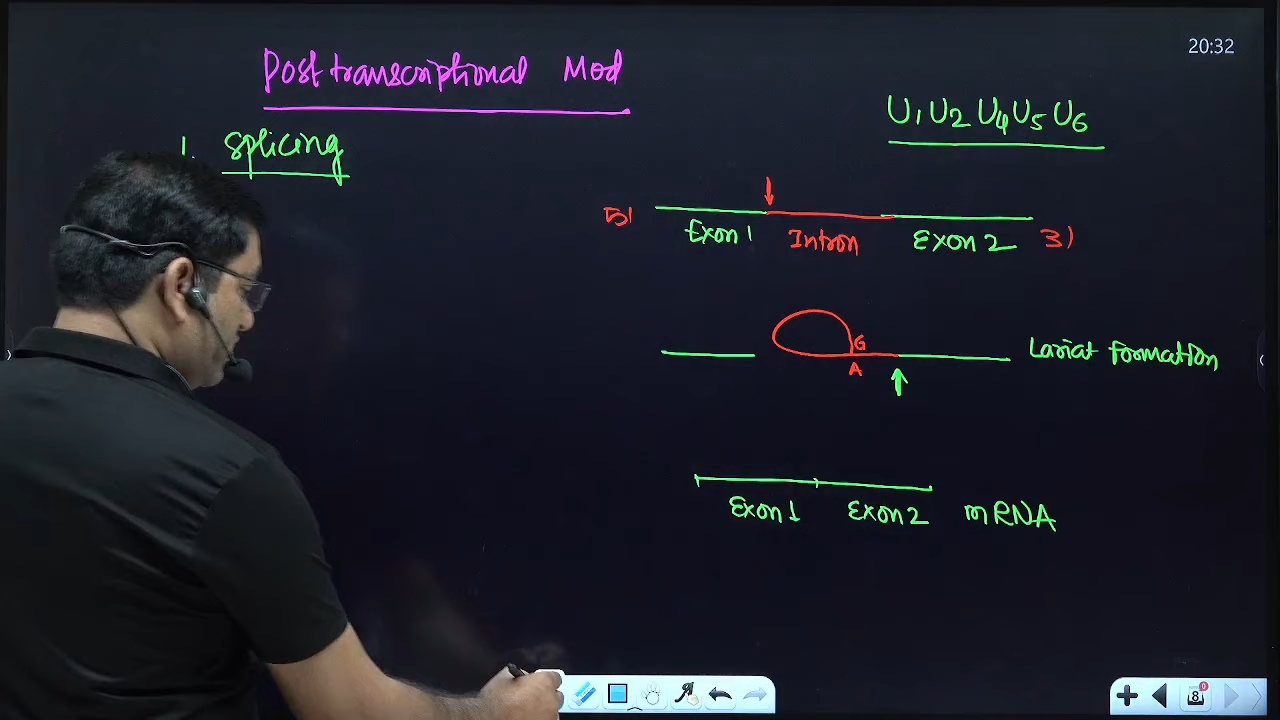 20:32
Post transcriptional Mod
U1 U2 U4 U5 U6
1. Splicing
5' Exon 1 Intron Exon 2 3'
G
A
Lariat formation
Exon 1 Exon 2 mRNA
8